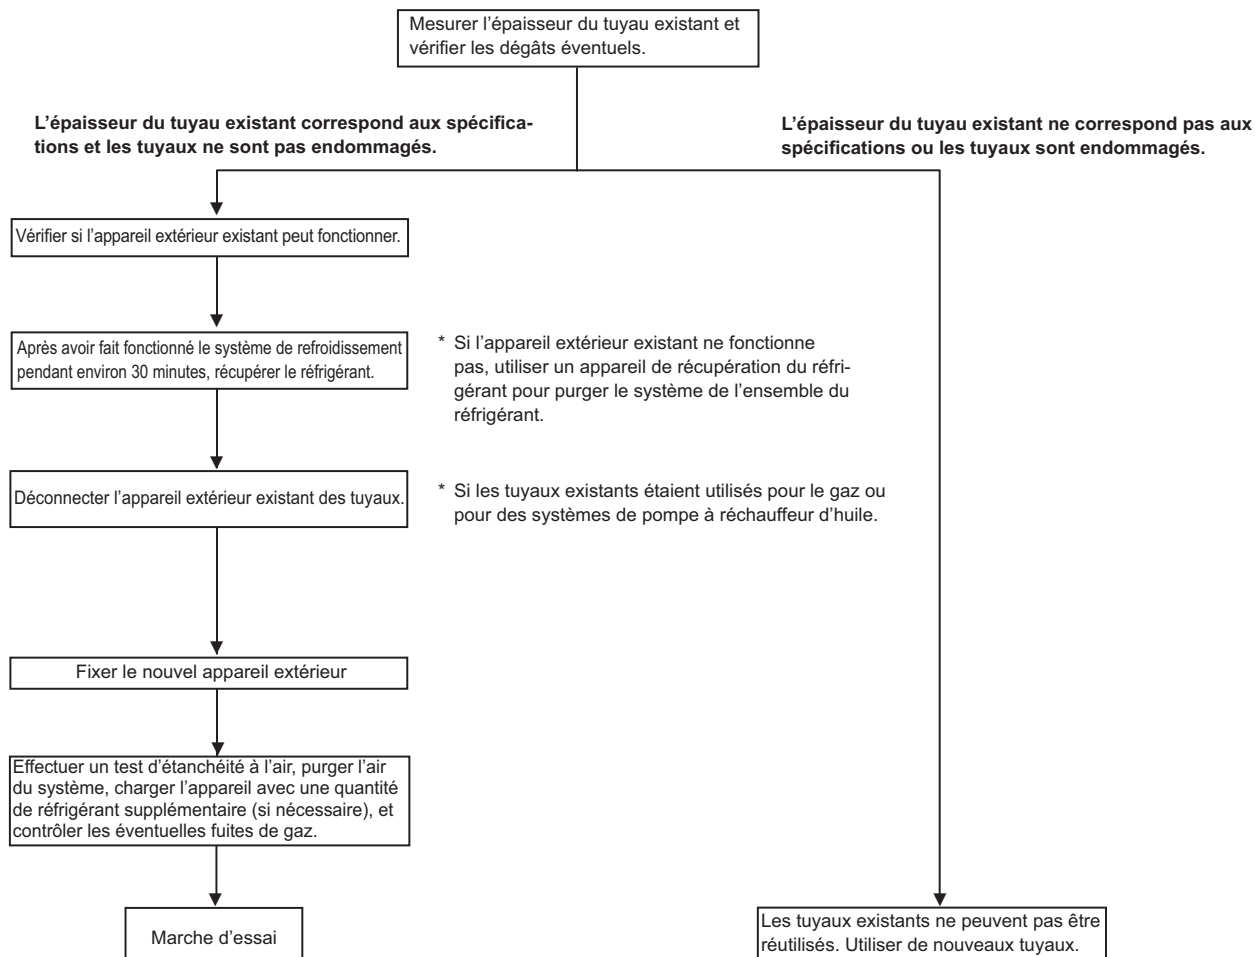 Mesurer l’épaisseur du tuyau existant et
vérifier les dégâts éventuels.
L’épaisseur du tuyau existant correspond aux spécifica-
tions et les tuyaux ne sont pas endommagés.
L’épaisseur du tuyau existant ne correspond pas aux
spécifications ou les tuyaux sont endommagés.
Vérifier si l’appareil extérieur existant peut fonctionner.
Après avoir fait fonctionné le système de refroidissement
pendant environ 30 minutes, récupérer le réfrigérant.
* Si l’appareil extérieur existant ne fonctionne
pas, utiliser un appareil de récupération du réfri-
gérant pour purger le système de l’ensemble du
réfrigérant.
Déconnecter l’appareil extérieur existant des tuyaux.
* Si les tuyaux existants étaient utilisés pour le gaz ou
pour des systèmes de pompe à réchauffeur d’huile.
Fixer le nouvel appareil extérieur
Effectuer un test d’étanchéité à l’air, purger l’air
du système, charger l’appareil avec une quantité
de réfrigérant supplémentaire (si nécessaire), et
contrôler les éventuelles fuites de gaz.
Marche d’essai
Les tuyaux existants ne peuvent pas être
réutilisés. Utiliser de nouveaux tuyaux.